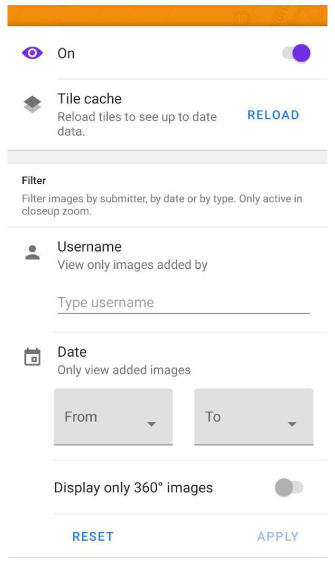 On
Tile cache
Reload tiles to see up to date
data.
RELOAD
Filter
Filter images by submitter, by date or by type. Only active in
closeup zoom.
Username
View only images added by
Type username
Date
Only view added images
From
To
Display only 360° images
RESET
APPLY